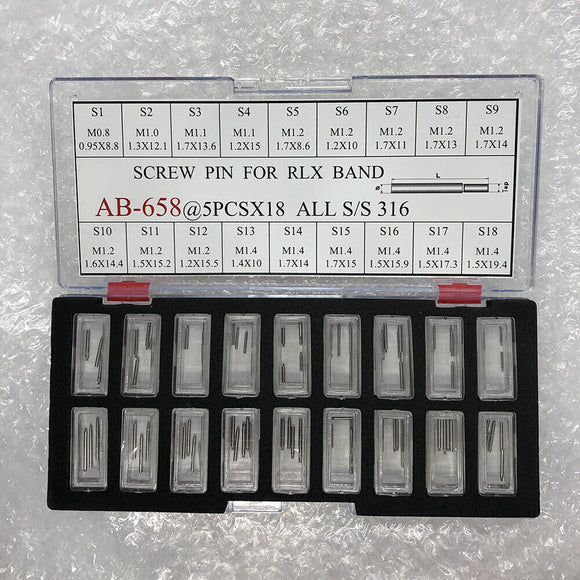 S1 S2 S3 S4 S5 S6 S7 S8 S9
M0.8 M1.0 M1.1 M1.1 M1.2 M1.2 M1.2 M1.2 M1.2
0.95X8.8 1.3X12.1 1.7X13.6 1.2X15 1.7X8.6 1.2X10 1.7X11 1.7X13 1.7X14
SCREW PIN FOR RLX BAND
L
AB-658@5PCSX18 ALL S/S 316
S10 S11 S12 S13 S14 S15 S16 S17 S18
M1.2 M1.2 M1.2 M1.4 M1.4 M1.4 M1.4 M1.4 M1.4
1.6X14.4 1.5X15.2 1.2X15.5 1.4X10 1.7X14 1.7X15 1.5X15.9 1.5X17.3 1.5X19.4